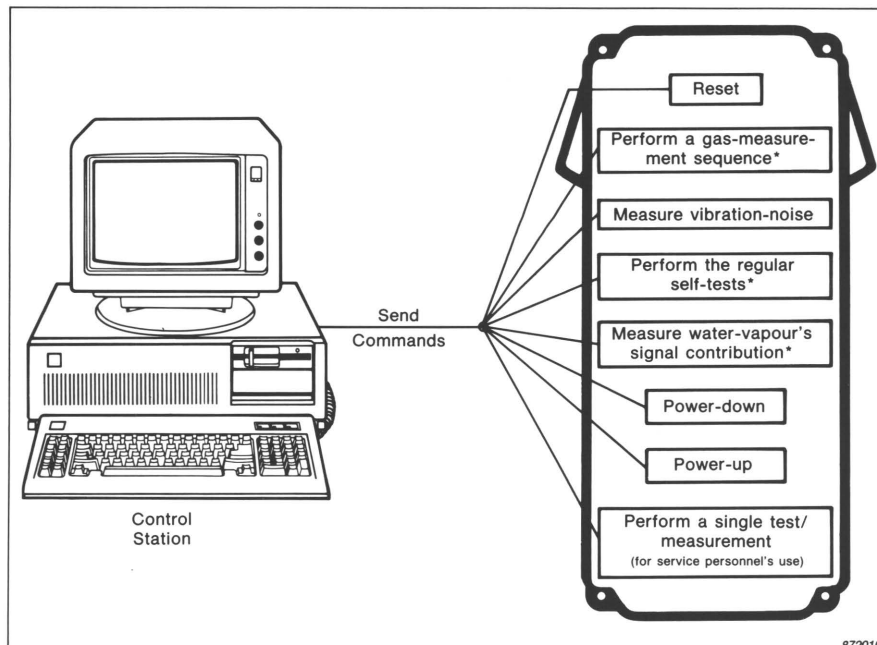 Reset
Perform a gas-measure-
ment sequence*
Measure vibration-noise
Perform the regular
self-tests*
Send
Commands
Measure water-vapour's
signal contribution*
Power-down
Power-up
Control
Station
Perform a single test/
measurement
(for service personnel's use)